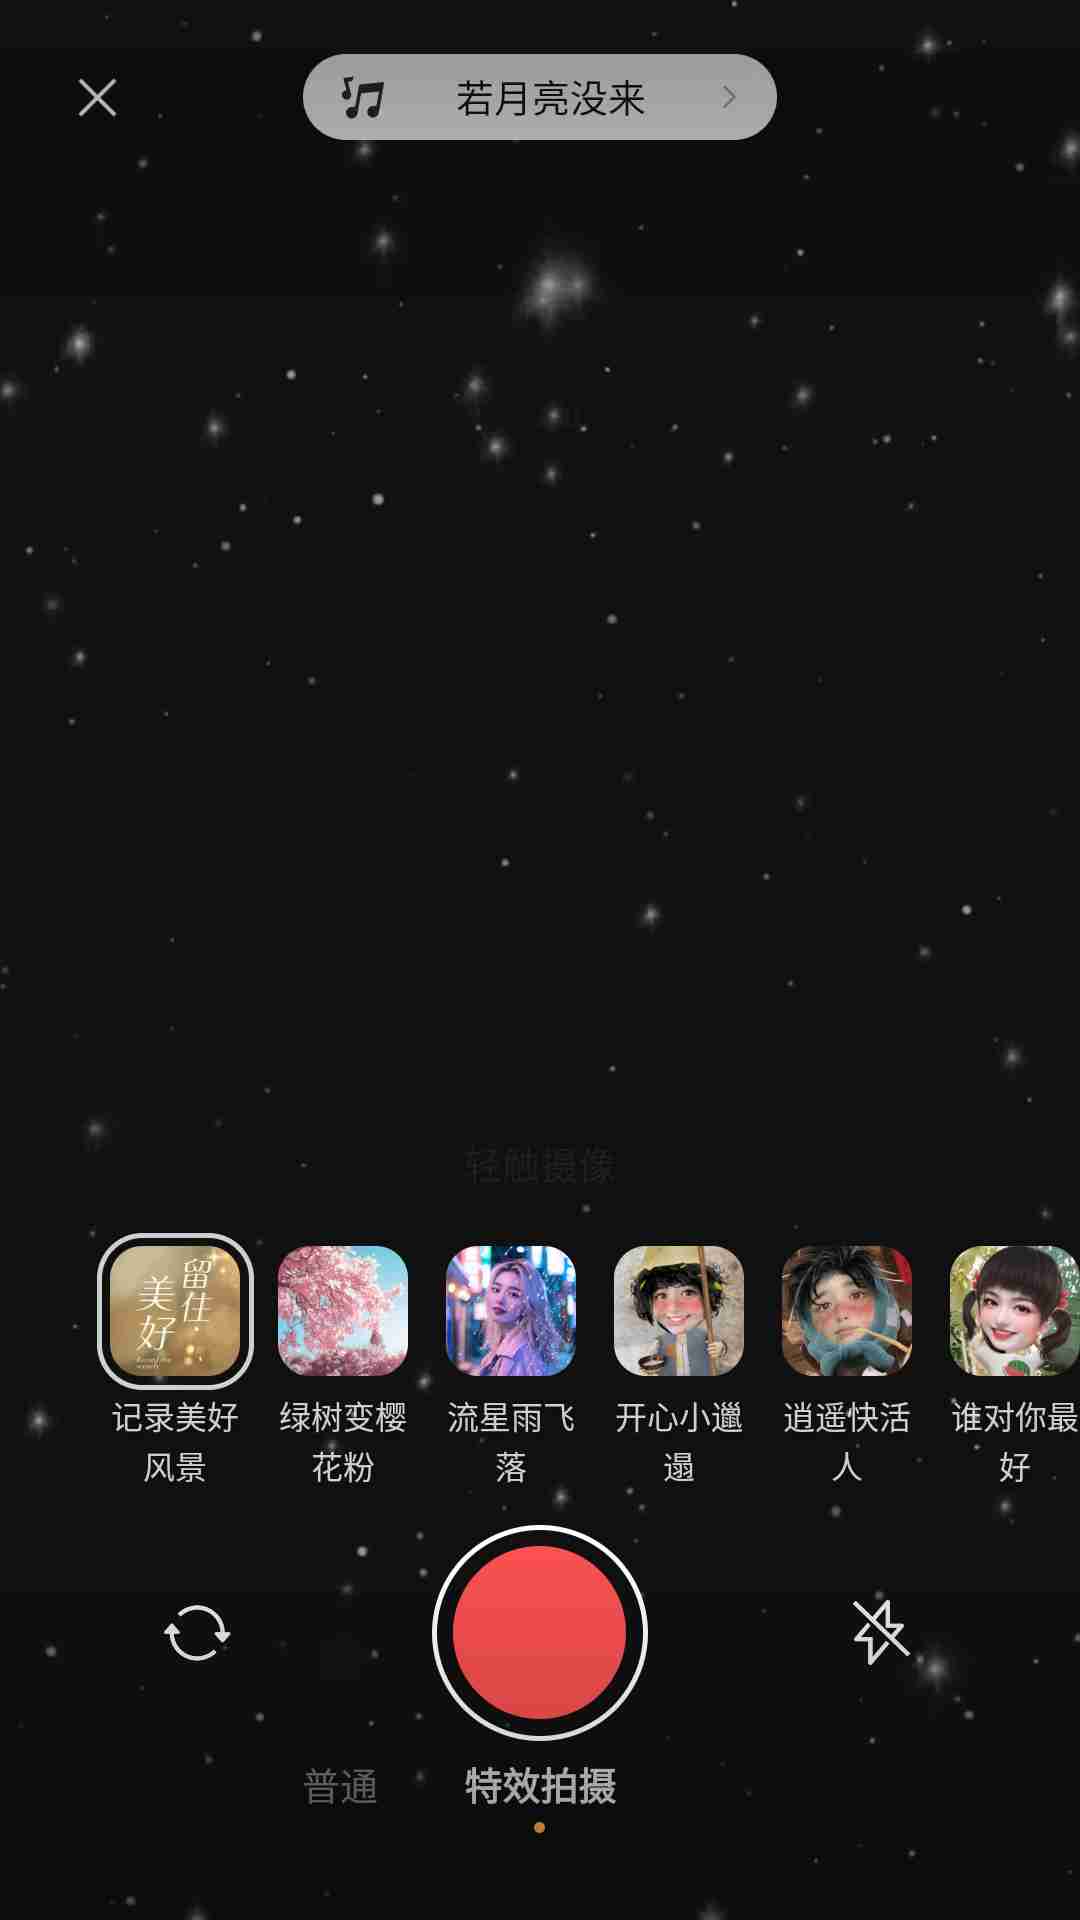 若月亮没来
轻触摄像
留住
美好
记录美好
风景
绿树变樱
花粉
流星雨飞
落
开心小邋
遢
逍遥快活
人
谁对你最
好
普通
特效拍摄